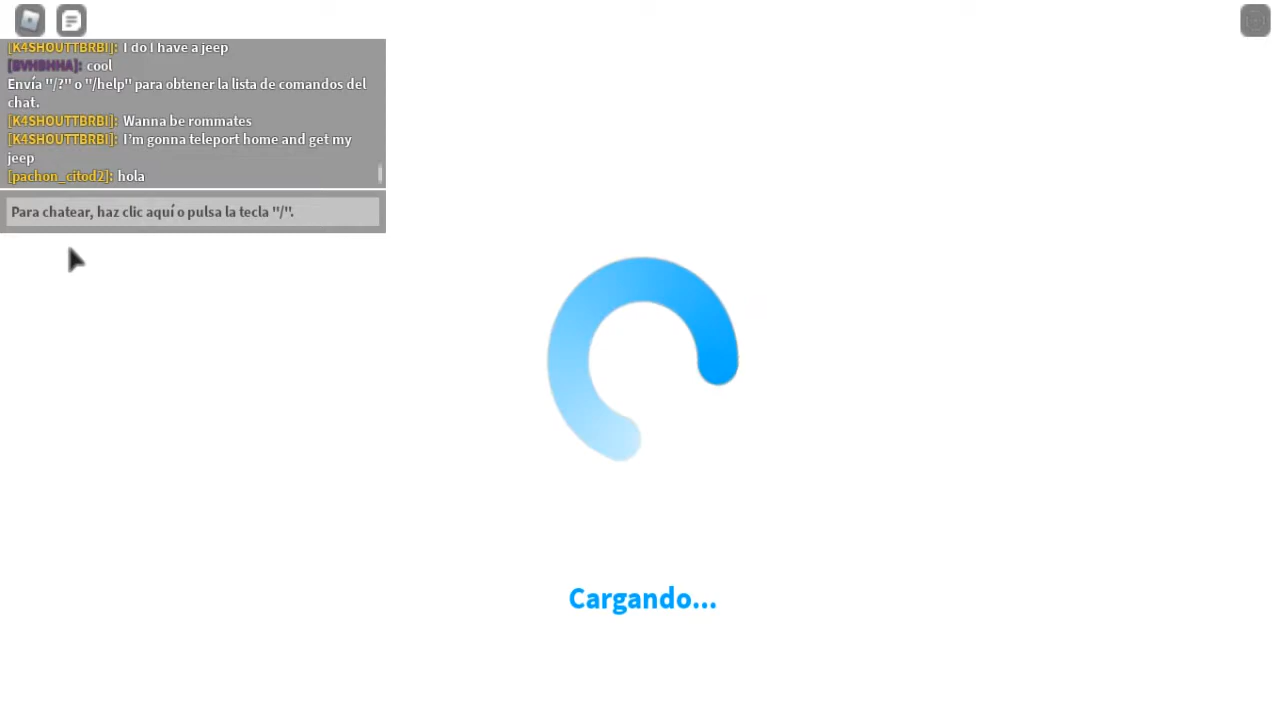 [K4SHOUTTBRBI]: I do I have a jeep
[BVHBHHA]: cool
Envía "/?" o "/help" para obtener la lista de comandos del
chat.
[K4SHOUTTBRBI]: Wanna be rommates
[K4SHOUTTBRBI]: I'm gonna teleport home and get my
jeep
[pachon_citod2]: hola
Para chatear, haz clic aquí o pulsa la tecla "/".
Cargando...